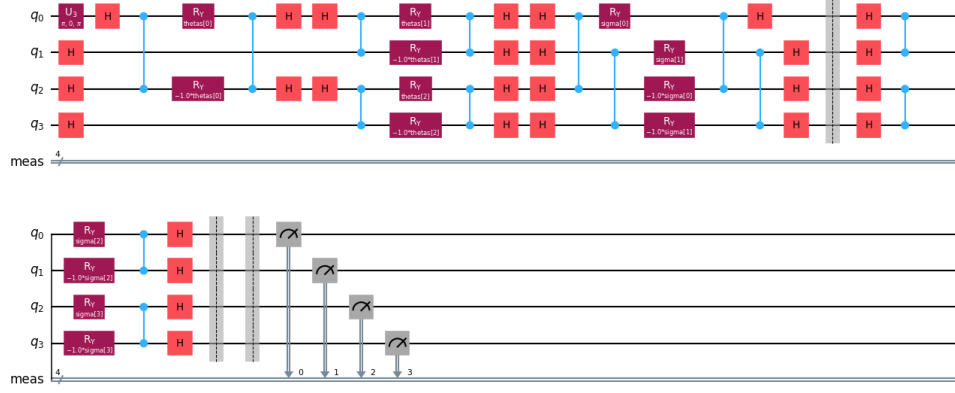 q0 U3 H RY H H RY RY H H
π, 0, π thetas[0] thetas[1] sigma[0]
q1 H RY H H RY H H
-1.0*thetas[1] sigma[1]
q2 H RY H H RY H H RY H H
-1.0*thetas[0] thetas[2] -1.0*sigma[0]
q3 H RY H H RY H H
-1.0*thetas[2] -1.0*sigma[1]
meas 4
q0 RY H
sigma[2]
q1 RY H
-1.0*sigma[2]
q2 RY H
sigma[3]
q3 RY H
-1.0*sigma[3]
meas 4 0 1 2 3